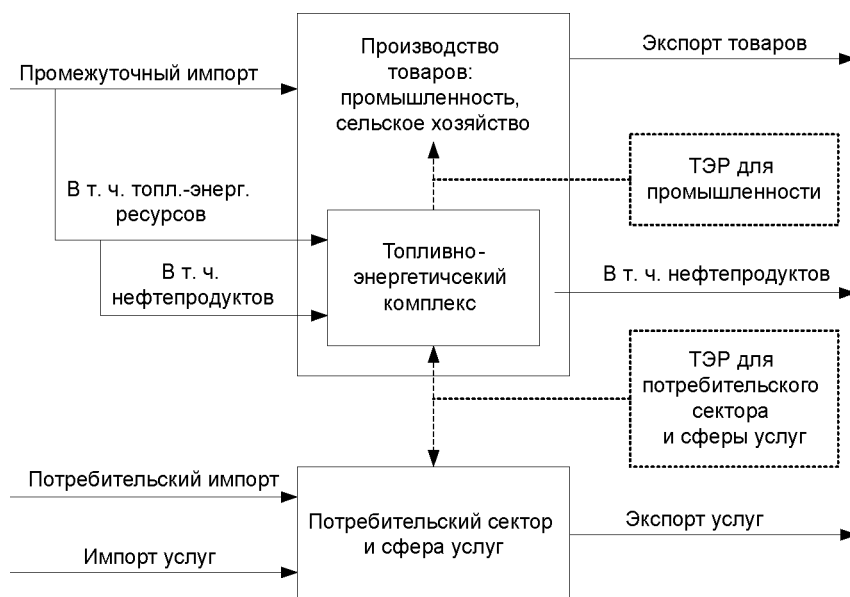 Производство
товаров:
промышленность,
сельское хозяйство
Экспорт товаров
Промежуточный импорт
ТЭР для
промышленности
В т. ч. топл.-энерг.
ресурсов
Топливно-
энергетичсекий
комплекс
В т. ч.
нефтепродуктов
В т. ч. нефтепродуктов
ТЭР для
потребительского
сектора
и сферы услуг
Потребительский импорт
Потребительский сектор
и сфера услуг
Экспорт услуг
Импорт услуг